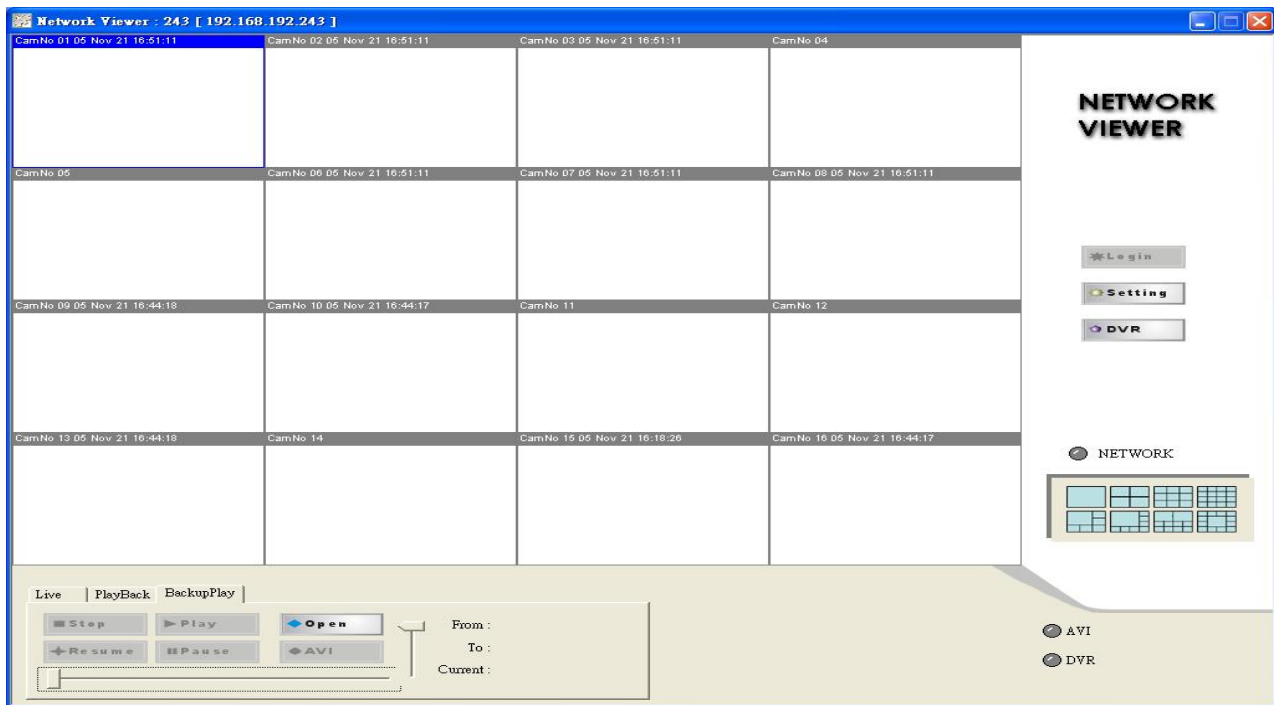 Network Viewer : 243 [ 192.168.192.243 ]
CamNo 01 05 Nov 21 16:51:11
CamNo 02 05 Nov 21 16:51:11
CamNo 03 05 Nov 21 16:51:11
CamNo 04
NETWORK
VIEWER
CamNo 05
CamNo 06 05 Nov 21 16:51:11
CamNo 07 05 Nov 21 16:51:11
CamNo 08 05 Nov 21 16:51:11
Login
Setting
DVR
CamNo 09 05 Nov 21 16:44:18
CamNo 10 05 Nov 21 16:44:17
CamNo 11
CamNo 12
CamNo 13 05 Nov 21 16:44:18
CamNo 14
CamNo 15 05 Nov 21 16:18:26
CamNo 16 05 Nov 21 16:44:17
NETWORK
Live
PlayBack
BackupPlay
Stop
Play
Open
From :
Resume
Pause
AVI
To :
Current :
AVI
DVR